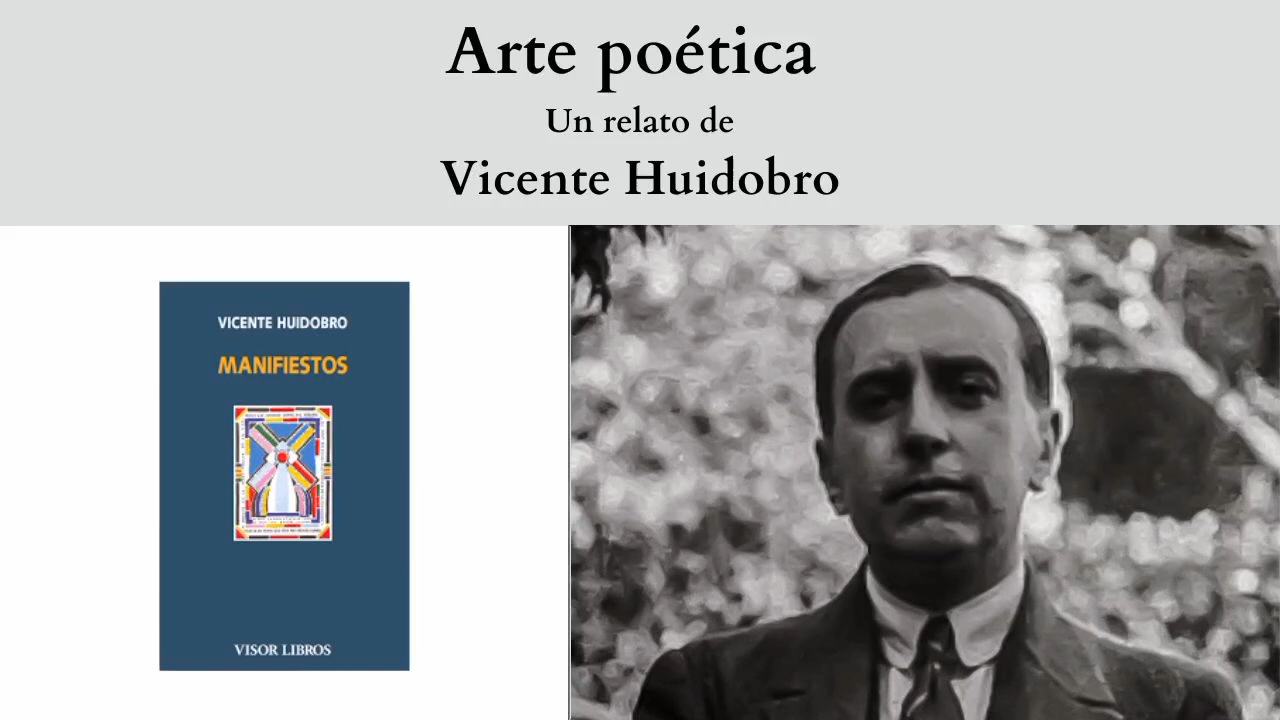 Arte poética
Un relato de
Vicente Huidobro
VICENTE HUIDOBRO
MANIFIESTOS
VISOR LIBROS